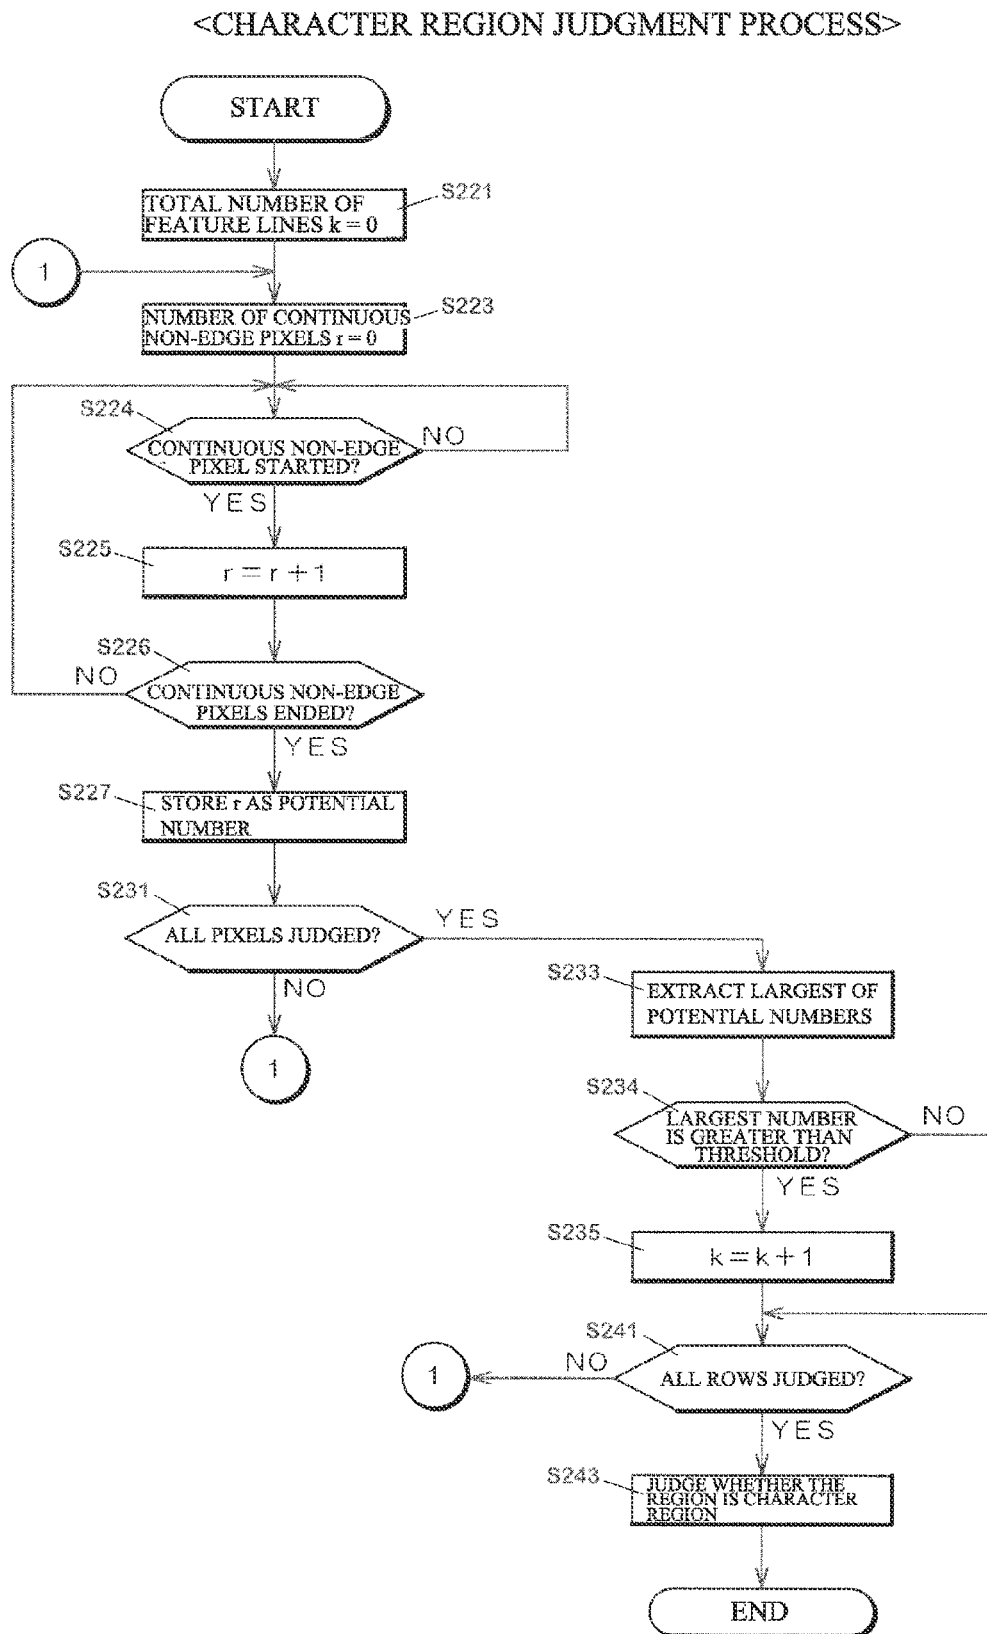 <CHARACTER REGION JUDGMENT PROCESS>
START
S221
TOTAL NUMBER OF
FEATURE LINES k = 0
1
S223
NUMBER OF CONTINUOUS
NON-EDGE PIXELS r = 0
S224
CONTINUOUS NON-EDGE
PIXEL STARTED?
NO
YES
S225
r = r + 1
S226
NO
CONTINUOUS NON-EDGE
PIXELS ENDED?
YES
S227
STORE r AS POTENTIAL
NUMBER
S231
ALL PIXELS JUDGED?
YES
NO
1
S233
EXTRACT LARGEST OF
POTENTIAL NUMBERS
S234
LARGEST NUMBER
IS GREATER THAN
THRESHOLD?
NO
YES
S235
k = k + 1
S241
1
NO
ALL ROWS JUDGED?
YES
S243
JUDGE WHETHER THE
REGION IS CHARACTER
REGION
END